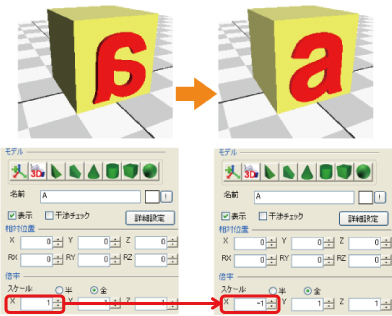 a
a
モデル
3D
名前 A !
表示 干渉チェック 詳細設定
相対位置
X 0 Y 0 Z 0
RX 0 RY 0 RZ 0
倍率
スケール 半 全
X 1 Y 1 Z 1
モデル
3D
名前 A !
表示 干渉チェック 詳細設定
相対位置
X 0 Y 0 Z 0
RX 0 RY 0 RZ 0
倍率
スケール 半 全
X -1 Y 1 Z 1